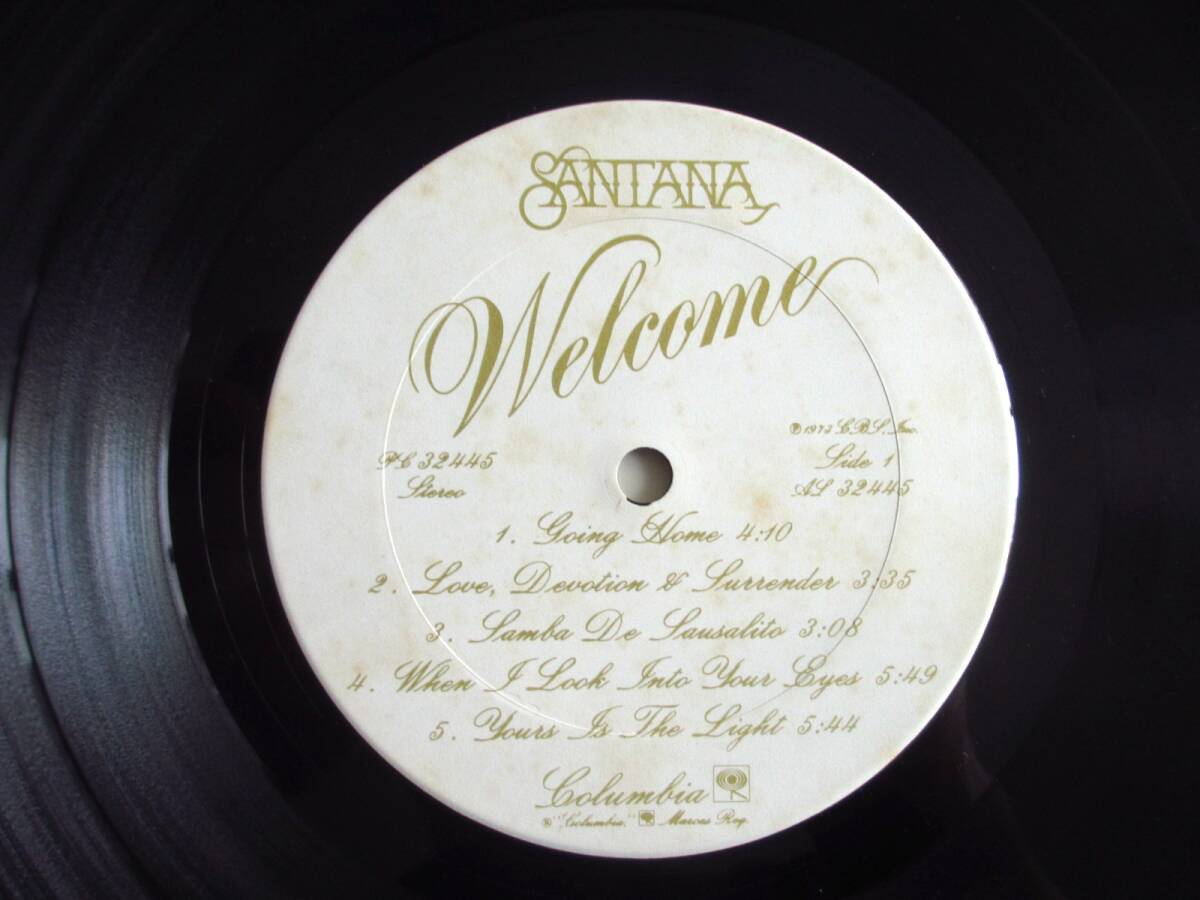 SANTANA
Welcome
℗ 1973 C.B.S. Inc.
PC 32445
Side 1
Stereo
AL 32445
1. Going Home 4:10
2. Love, Devotion & Surrender 3:35
3. Samba De Sausalito 3:08
4. When I Look Into Your Eyes 5:49
5. Yours Is The Light 5:44
Columbia
® "Columbia," Marcas Reg.